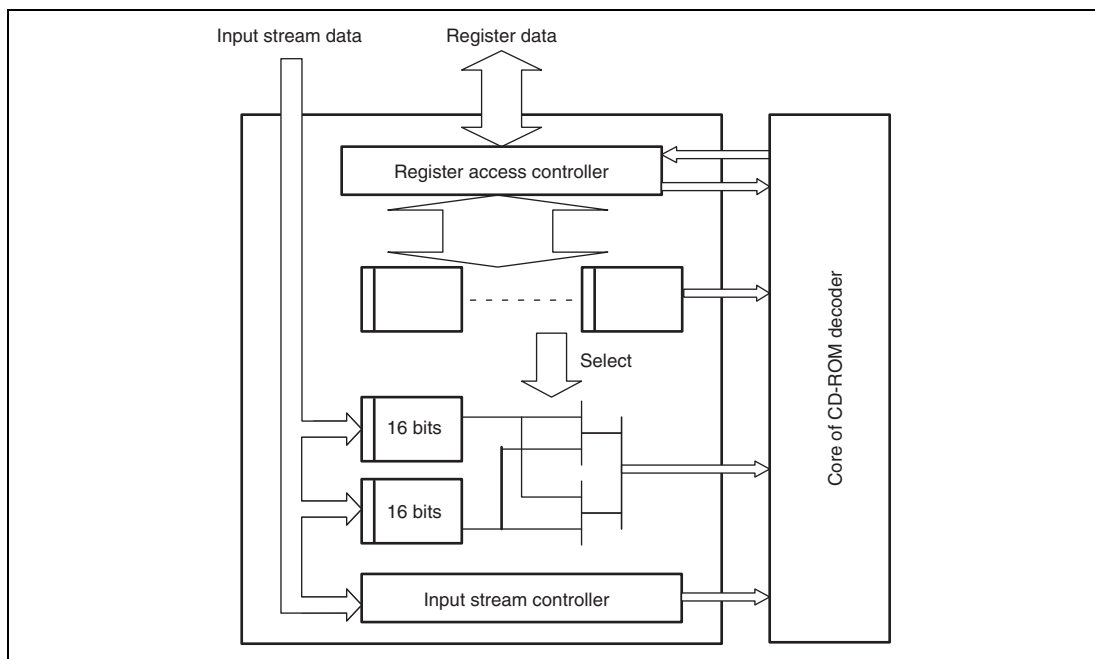 Input stream data
Register data
Register access controller
Select
16 bits
16 bits
Input stream controller
Core of CD-ROM decoder